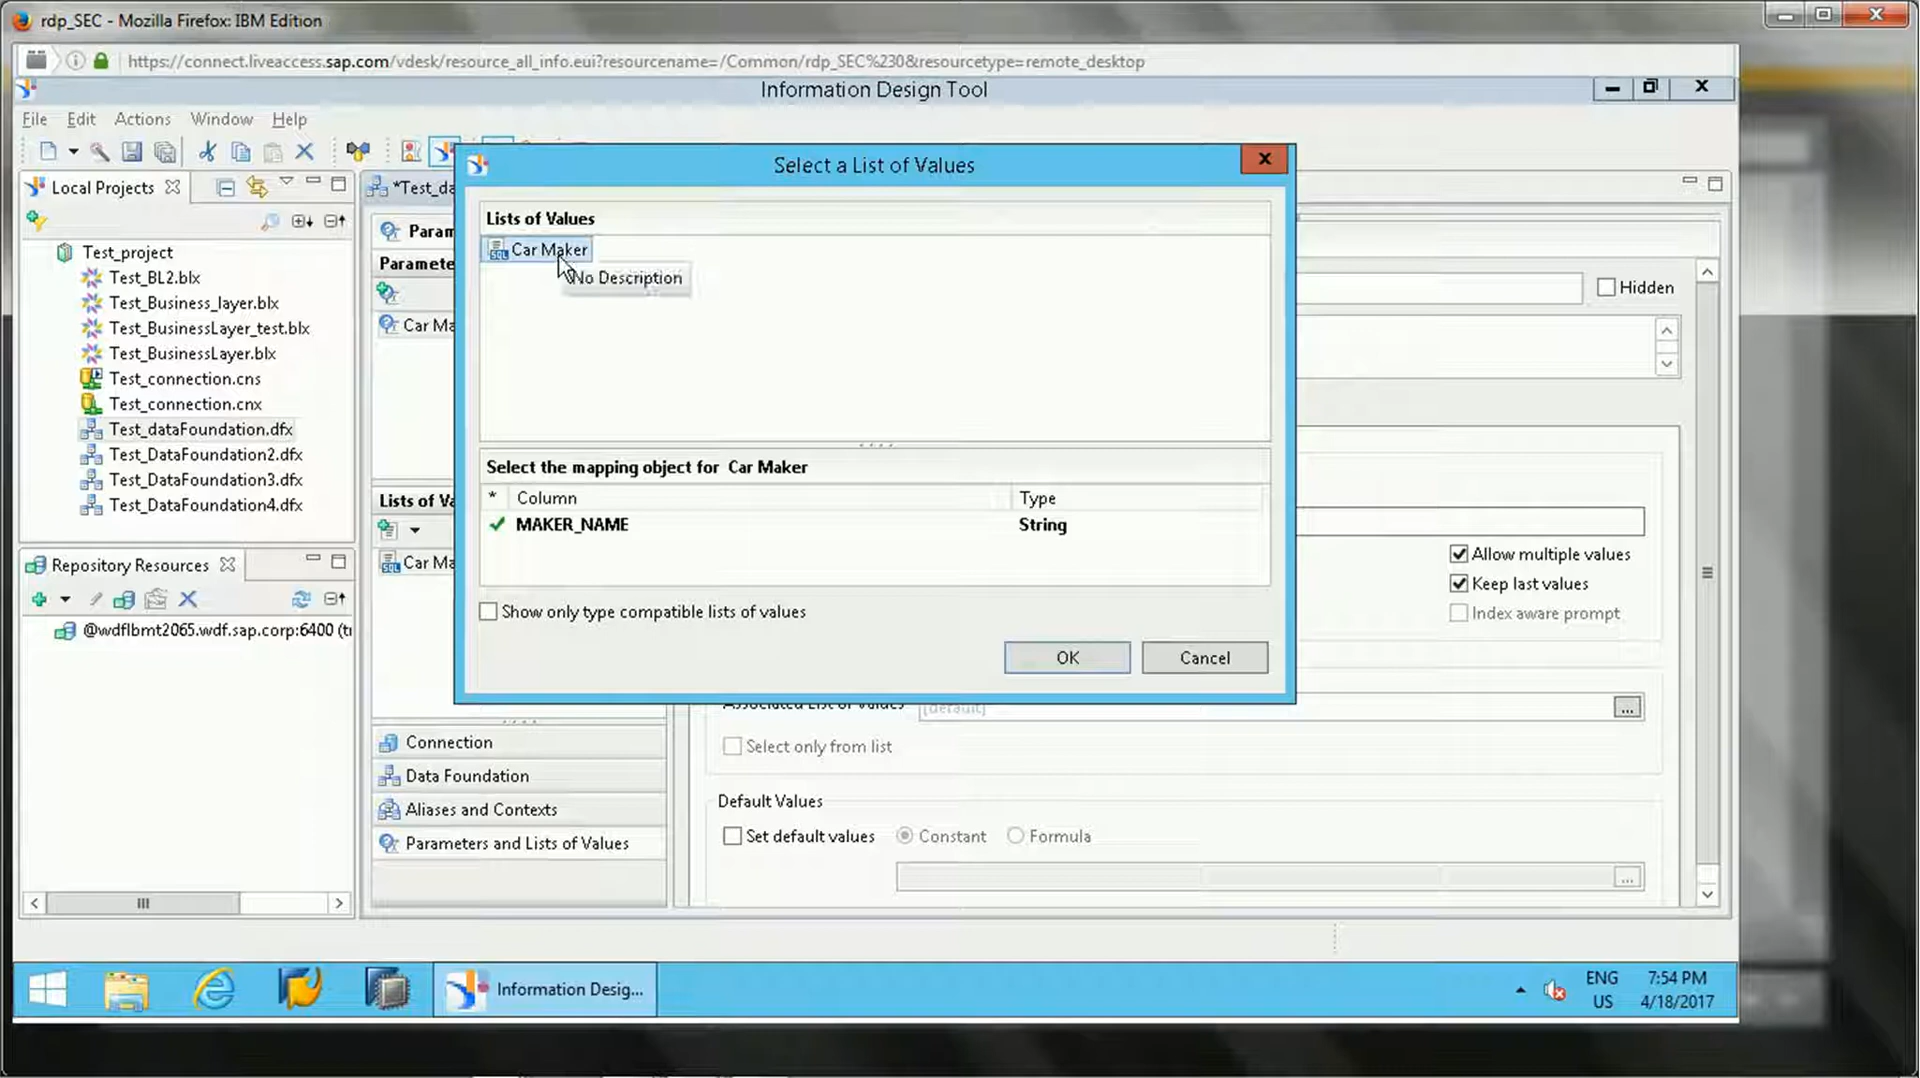 rdp_SEC - Mozilla Firefox: IBM Edition
https://connect.liveaccess.sap.com/vdesk/resource_all_info.eui?resourcename=/Common/rdp_SEC%230&resourcetype=remote_desktop
Information Design Tool
File Edit Actions Window Help
Local Projects
Test_project
Test_BL2.blx
Test_Business_layer.blx
Test_BusinessLayer_test.blx
Test_BusinessLayer.blx
Test_connection.cns
Test_connection.cnx
Test_dataFoundation.dfx
Test_DataFoundation2.dfx
Test_DataFoundation3.dfx
Test_DataFoundation4.dfx
Repository Resources
@wdflbmt2065.wdf.sap.corp:6400 (tr
*Test_da
Param
Paramete
Car Ma
Lists of Va
Car Ma
Connection
Data Foundation
Aliases and Contexts
Parameters and Lists of Values
Select a List of Values
Lists of Values
SQL Car Maker
No Description
Select the mapping object for Car Maker
* Column Type
MAKER_NAME String
Show only type compatible lists of values
OK Cancel
Hidden
Allow multiple values
Keep last values
Index aware prompt
Associated List of Values [default] ...
Select only from list
Default Values
Set default values Constant Formula
...
Information Desig...
ENG 7:54 PM
US 4/18/2017